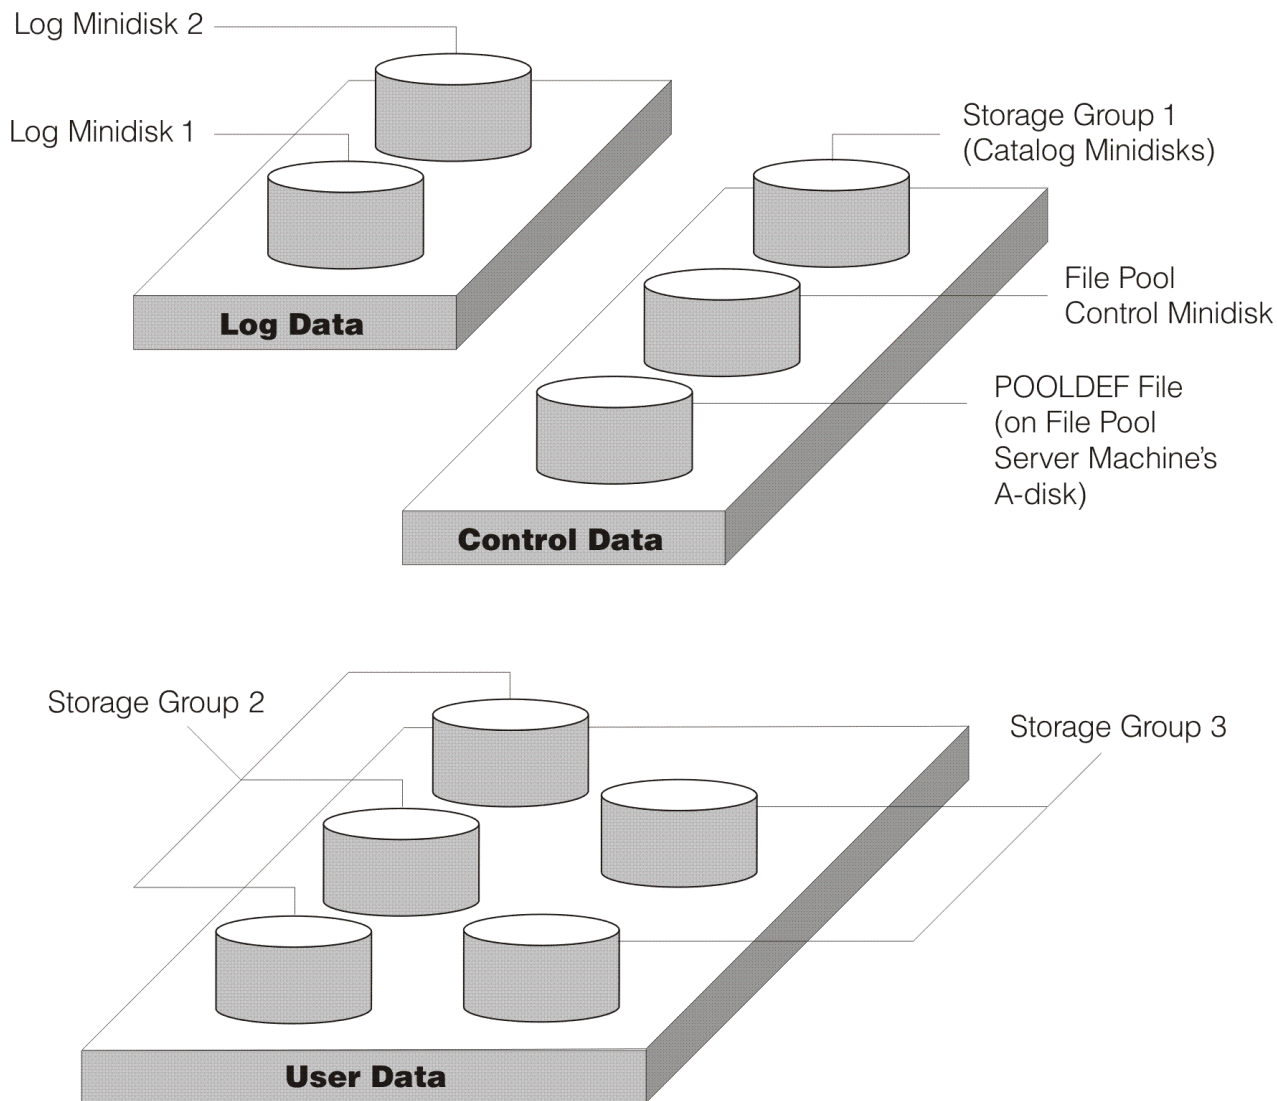 Log Minidisk 2
Log Minidisk 1
Log Data
Storage Group 1
(Catalog Minidisks)
File Pool
Control Minidisk
POOLDEF File
(on File Pool
Server Machine's
A-disk)
Control Data
Storage Group 2
Storage Group 3
User Data